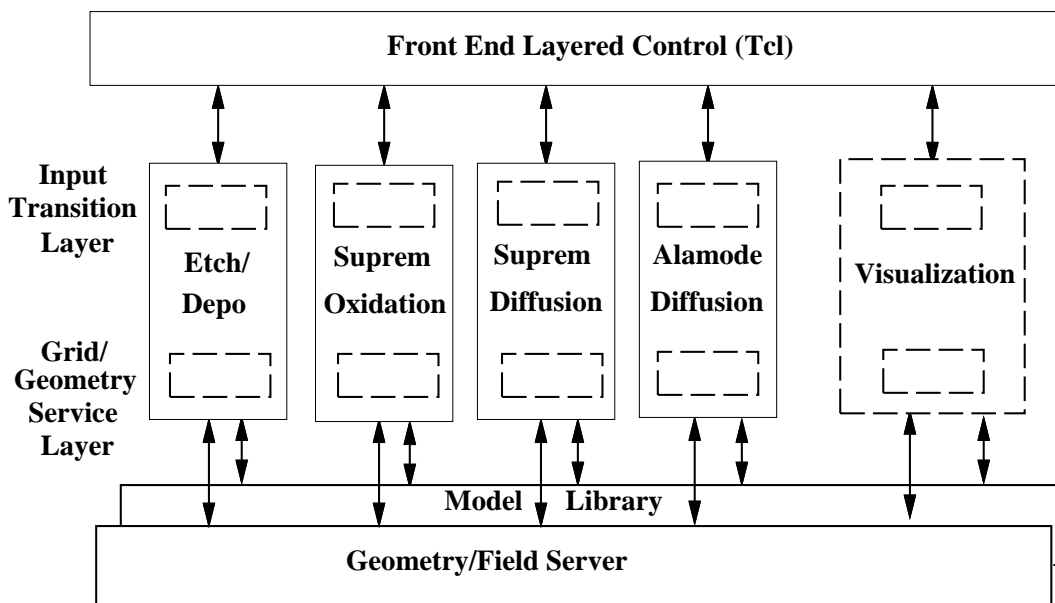 Front End Layered Control (Tcl)
Input
Transition
Layer
Etch/
Depo
Suprem
Oxidation
Suprem
Diffusion
Alamode
Diffusion
Visualization
Grid/
Geometry
Service
Layer
Model Library
Geometry/Field Server